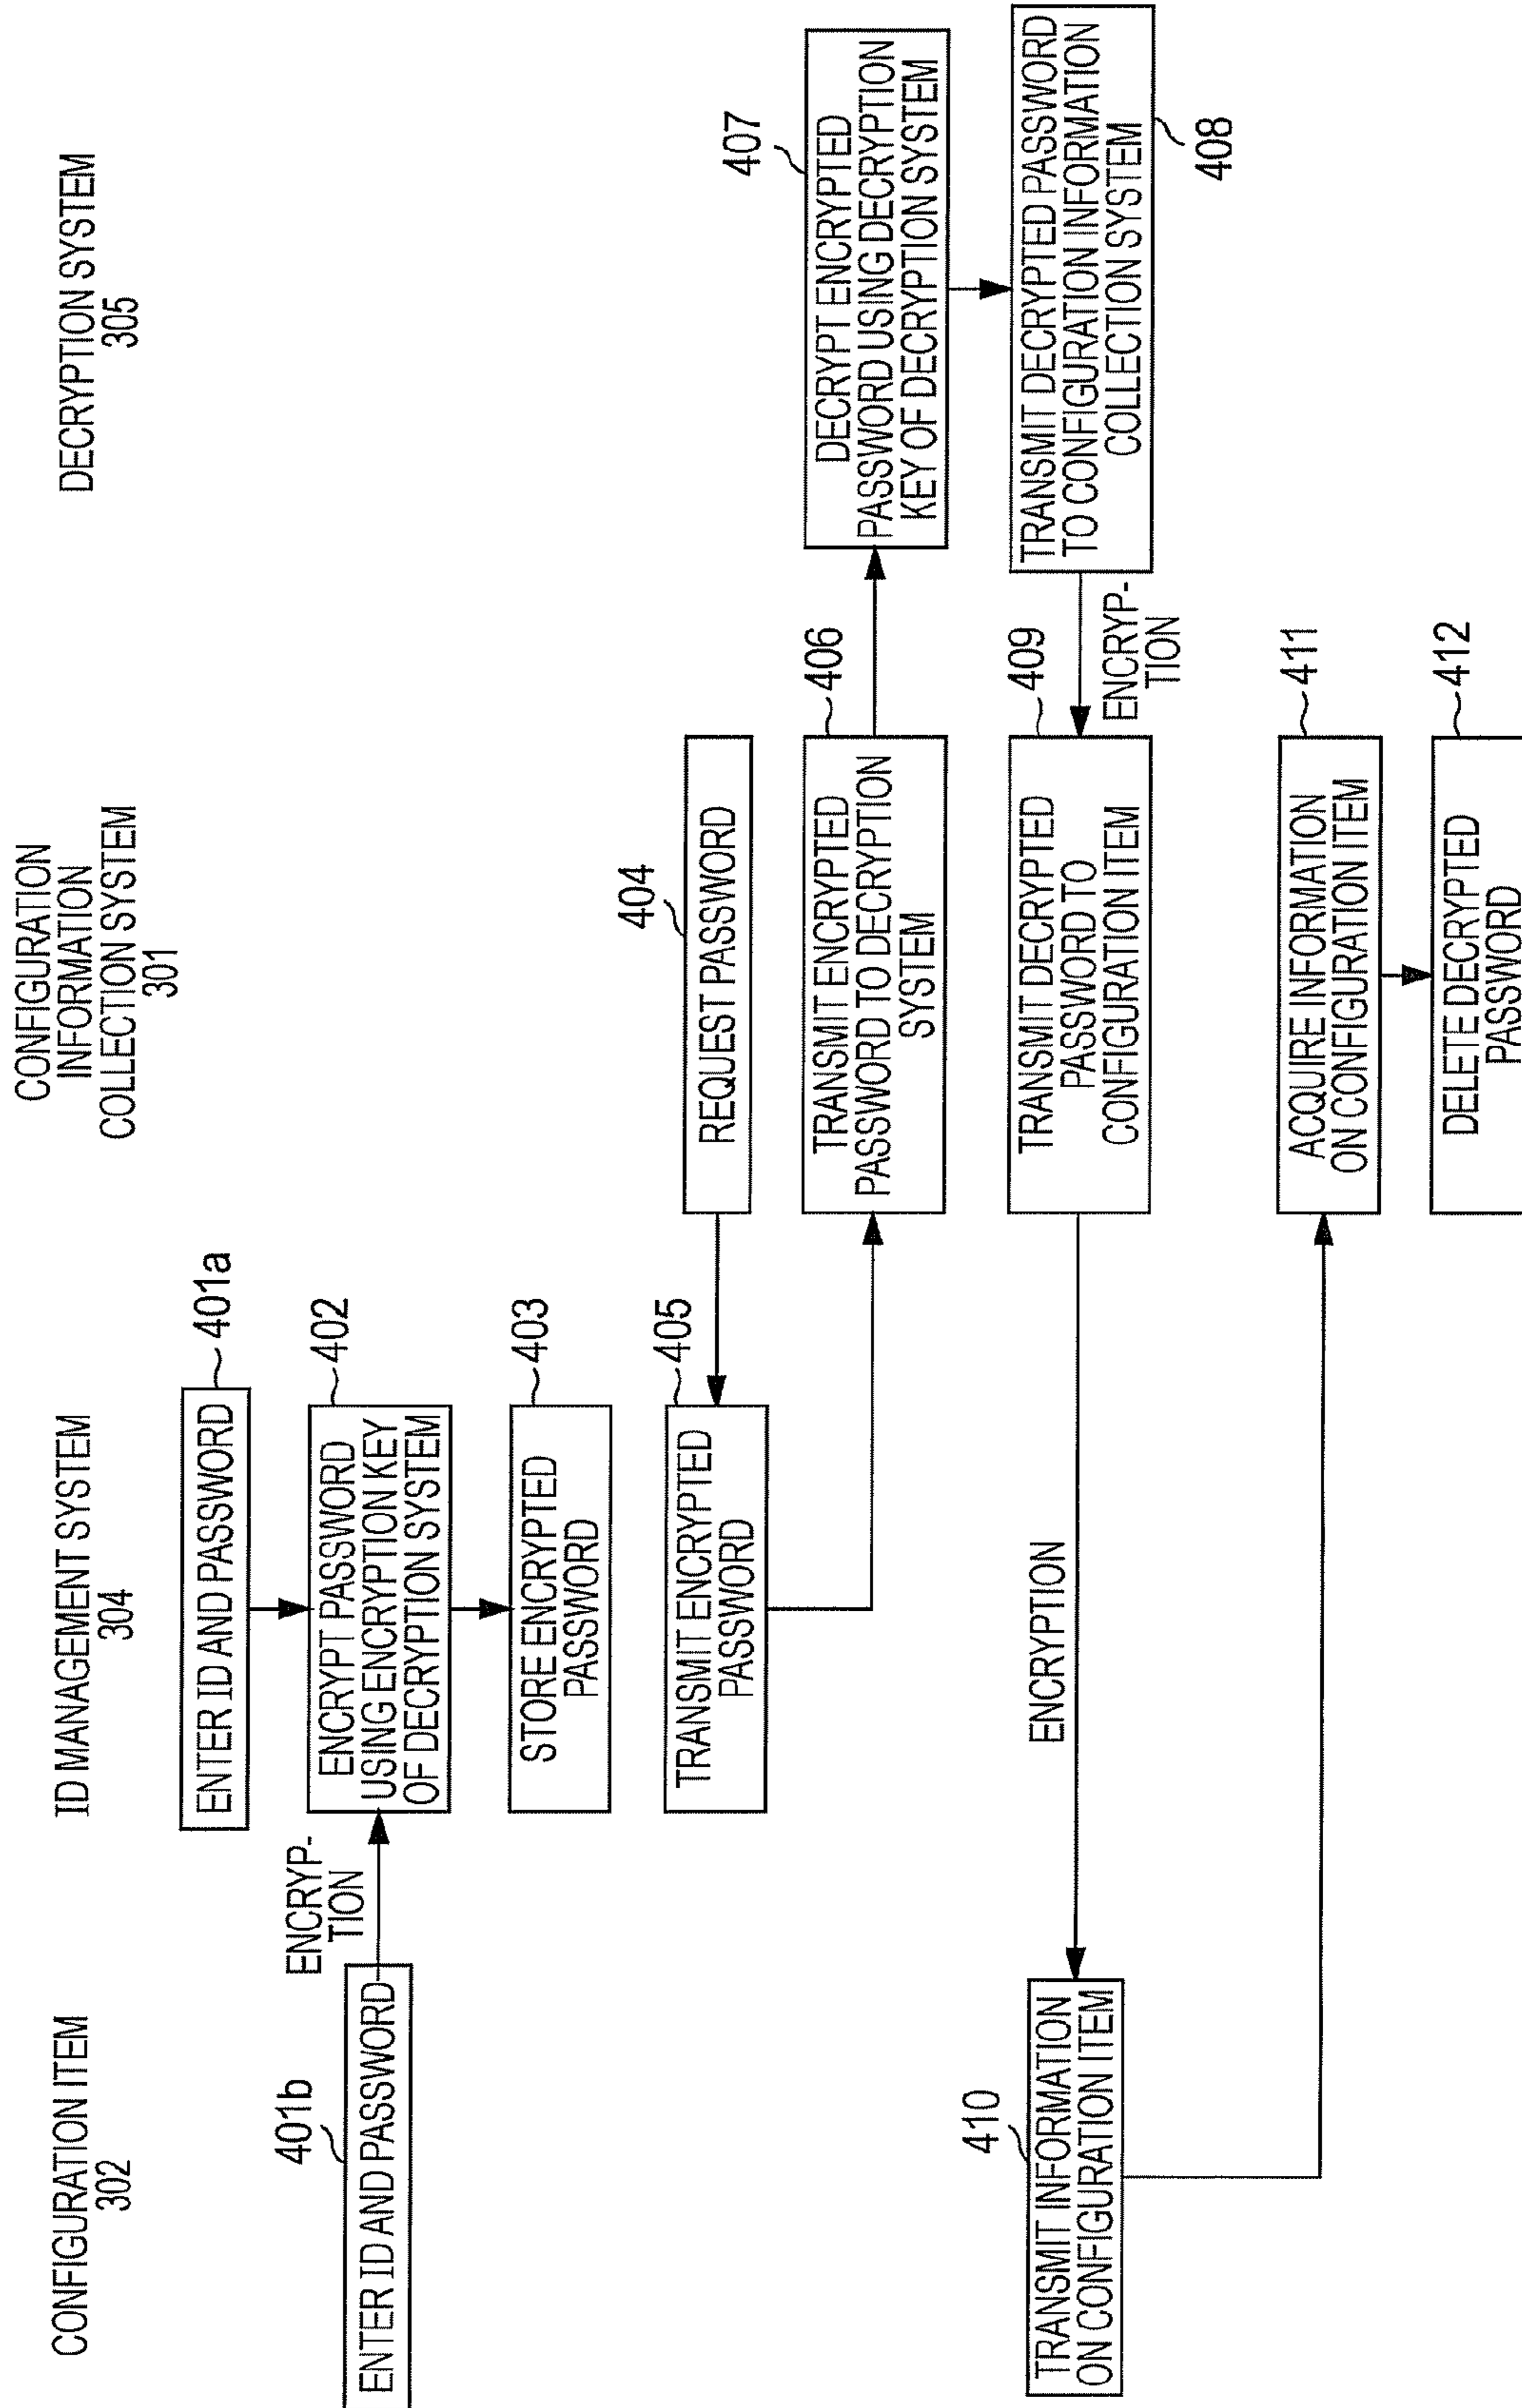 CONFIGURATION ITEM
302
ID MANAGEMENT SYSTEM
304
CONFIGURATION
INFORMATION
COLLECTION SYSTEM
301
DECRYPTION SYSTEM
305
401a
ENTER ID AND PASSWORD
401b
ENTER ID AND PASSWORD
ENCRYP-
TION
402
ENCRYPT PASSWORD
USING ENCRYPTION KEY
OF DECRYPTION SYSTEM
403
STORE ENCRYPTED
PASSWORD
404
REQUEST PASSWORD
405
TRANSMIT ENCRYPTED
PASSWORD
406
TRANSMIT ENCRYPTED
PASSWORD TO DECRYPTION
SYSTEM
407
DECRYPT ENCRYPTED
PASSWORD USING DECRYPTION
KEY OF DECRYPTION SYSTEM
TRANSMIT DECRYPTED PASSWORD
TO CONFIGURATION INFORMATION
COLLECTION SYSTEM
408
ENCRYP-
TION
409
TRANSMIT DECRYPTED
PASSWORD TO
CONFIGURATION ITEM
ENCRYPTION
410
TRANSMIT INFORMATION
ON CONFIGURATION ITEM
411
ACQUIRE INFORMATION
ON CONFIGURATION ITEM
412
DELETE DECRYPTED
PASSWORD